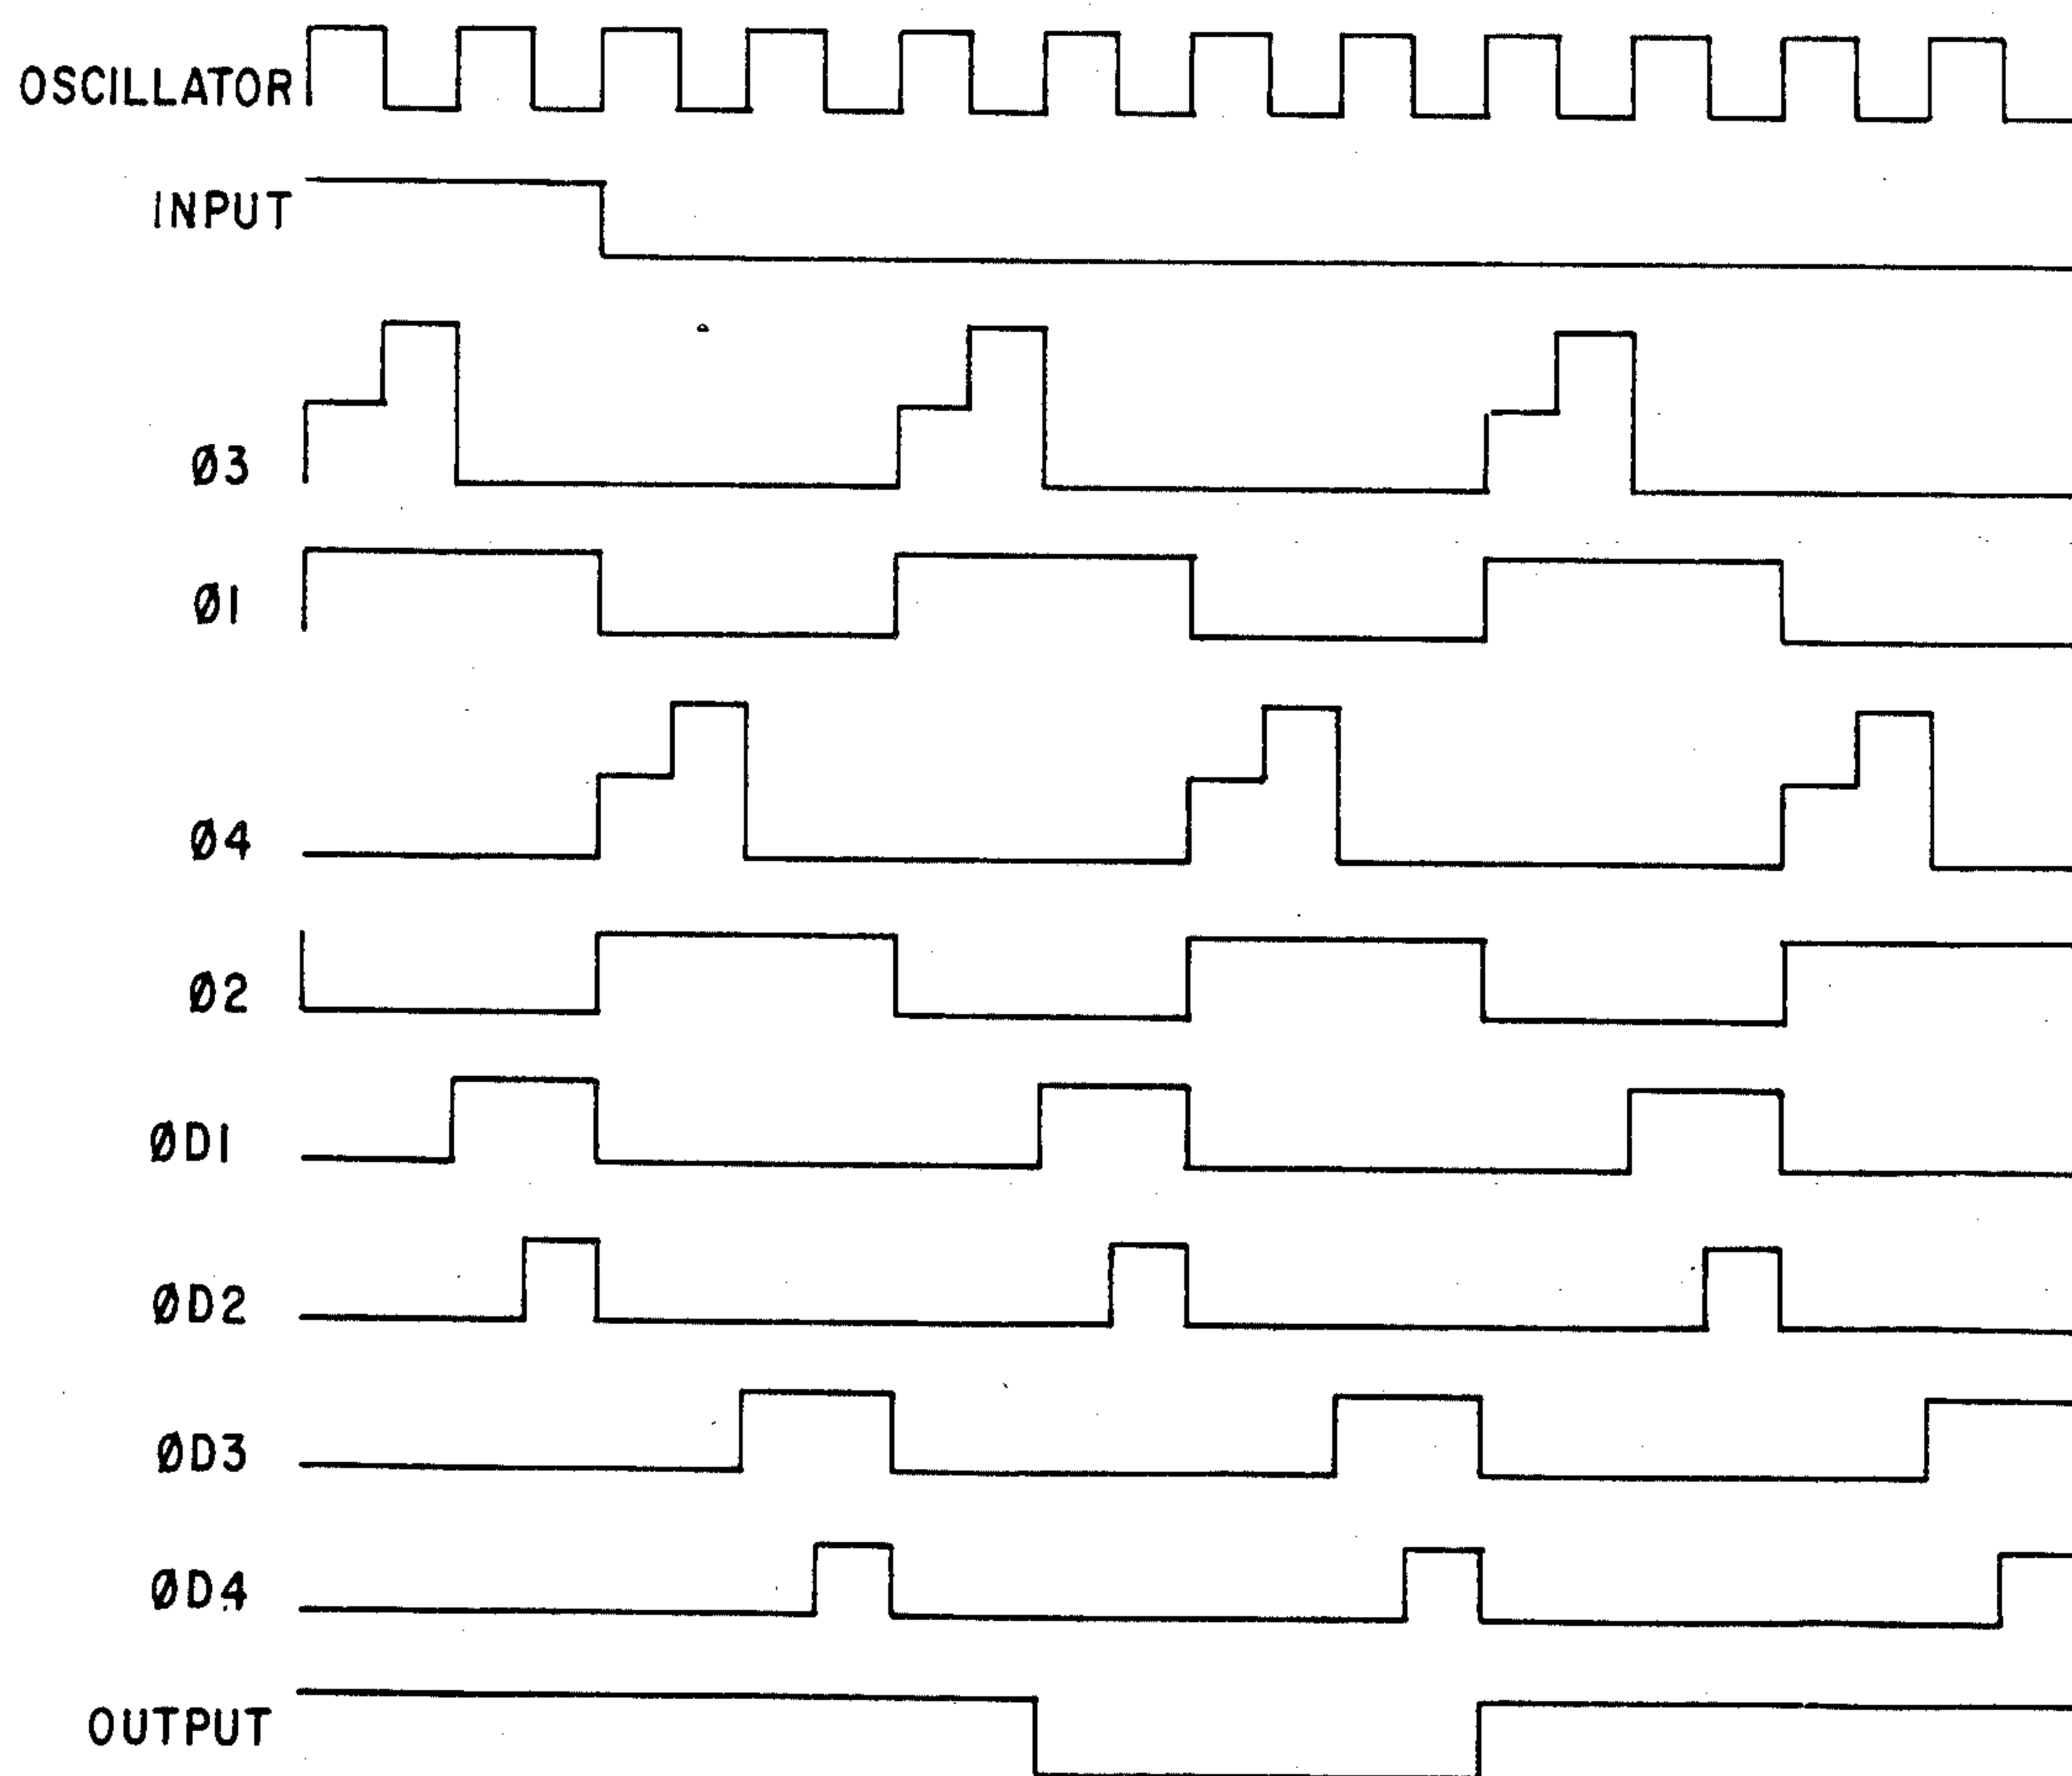 OSCILLATOR
INPUT
Ø3
Ø1
Ø4
Ø2
ØD1
ØD2
ØD3
ØD4
OUTPUT